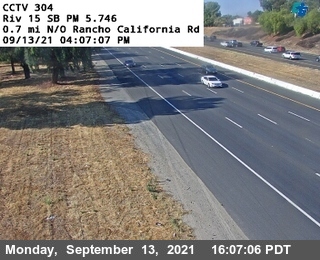 CCTV 304
Riv 15 SB PM 5.746
0.7 mi N/O Rancho California Rd
09/13/21 04:07:07 PM
Monday, September 13, 2021 16:07:06 PDT